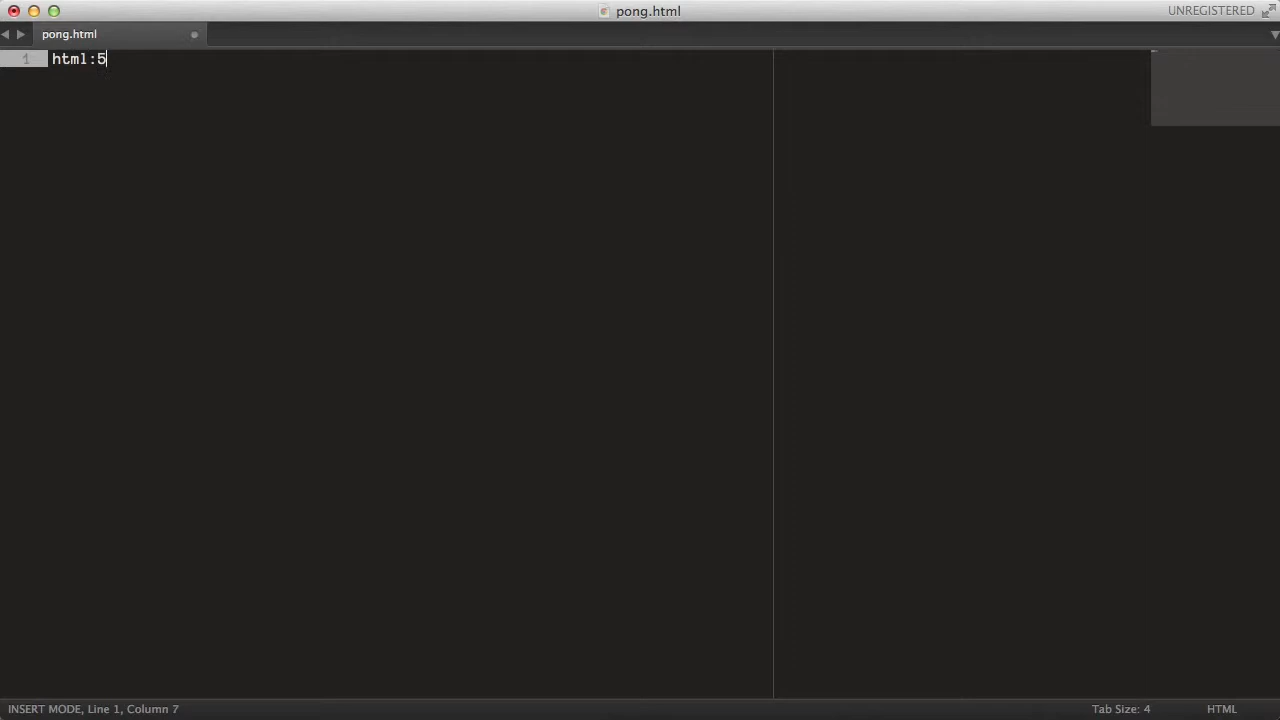 pong.html
UNREGISTERED
pong.html
1 html:5
INSERT MODE, Line 1, Column 7
Tab Size: 4
HTML